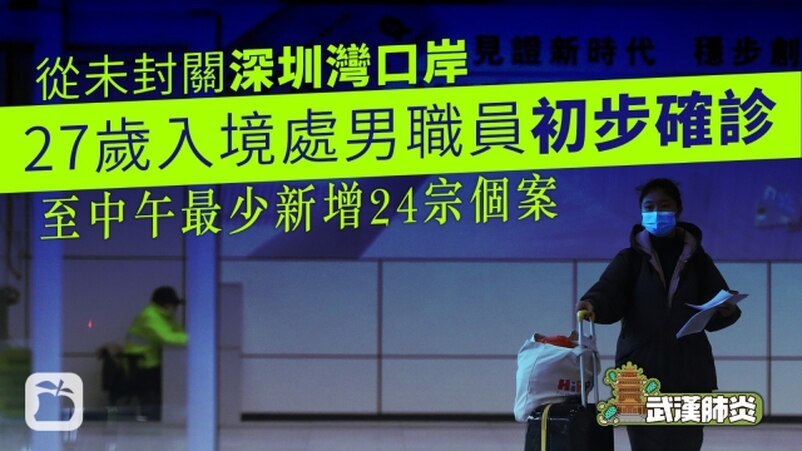 見證新時代 穩步創
從未封關深圳灣口岸
27歲入境處男職員初步確診
至中午最少新增24宗個案
武漢肺炎